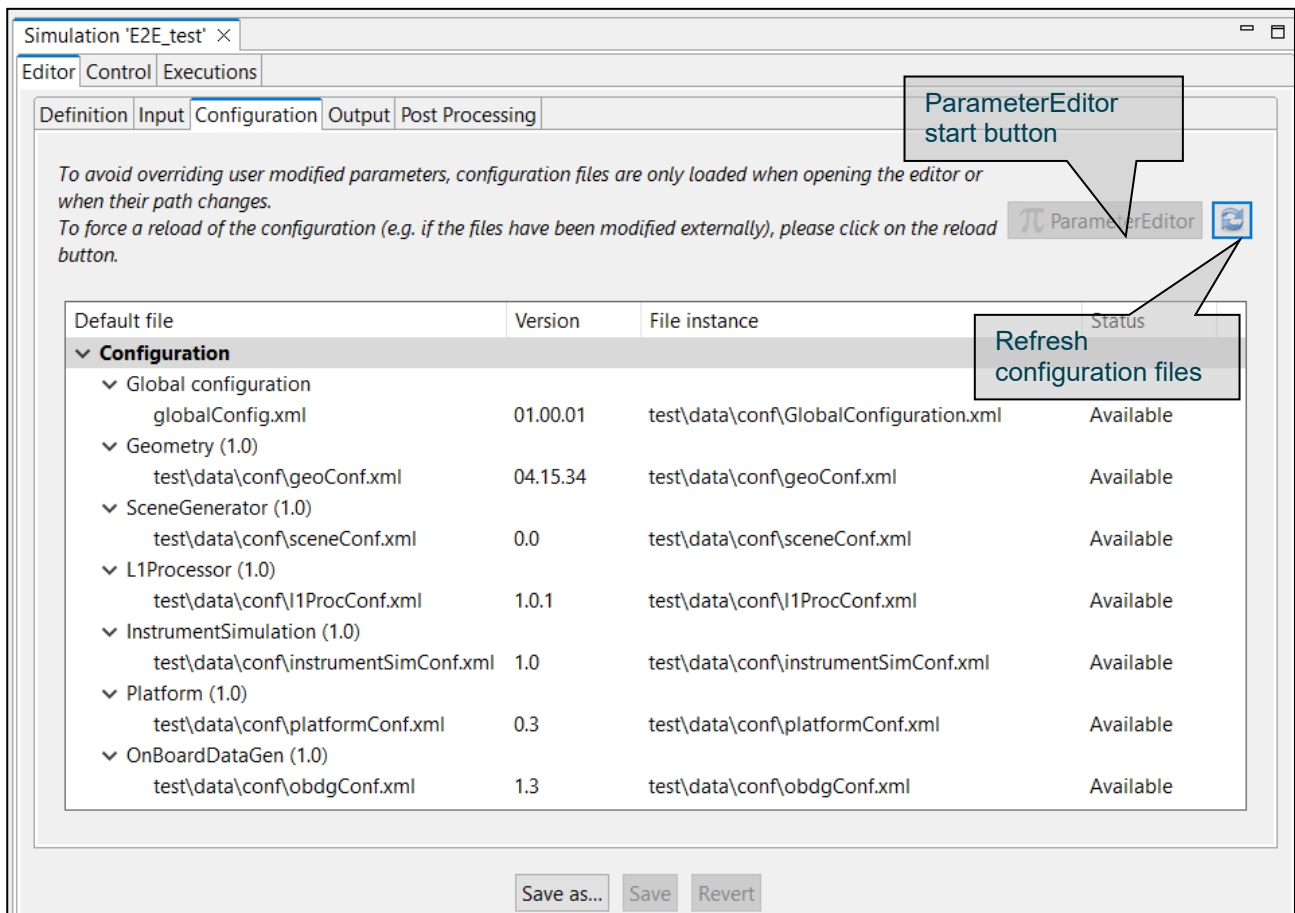 Simulation 'E2E_test' ×
Editor Control Executions
Definition Input Configuration Output Post Processing
ParameterEditor
start button
To avoid overriding user modified parameters, configuration files are only loaded when opening the editor or
when their path changes.
To force a reload of the configuration (e.g. if the files have been modified externally), please click on the reload
button.
π ParameterEditor
Default file Version File instance Status
Refresh
configuration files
Configuration
Global configuration
globalConfig.xml 01.00.01 test\data\conf\GlobalConfiguration.xml Available
Geometry (1.0)
test\data\conf\geoConf.xml 04.15.34 test\data\conf\geoConf.xml Available
SceneGenerator (1.0)
test\data\conf\sceneConf.xml 0.0 test\data\conf\sceneConf.xml Available
L1Processor (1.0)
test\data\conf\l1ProcConf.xml 1.0.1 test\data\conf\l1ProcConf.xml Available
InstrumentSimulation (1.0)
test\data\conf\instrumentSimConf.xml 1.0 test\data\conf\instrumentSimConf.xml Available
Platform (1.0)
test\data\conf\platformConf.xml 0.3 test\data\conf\platformConf.xml Available
OnBoardDataGen (1.0)
test\data\conf\obdgConf.xml 1.3 test\data\conf\obdgConf.xml Available
Save as... Save Revert